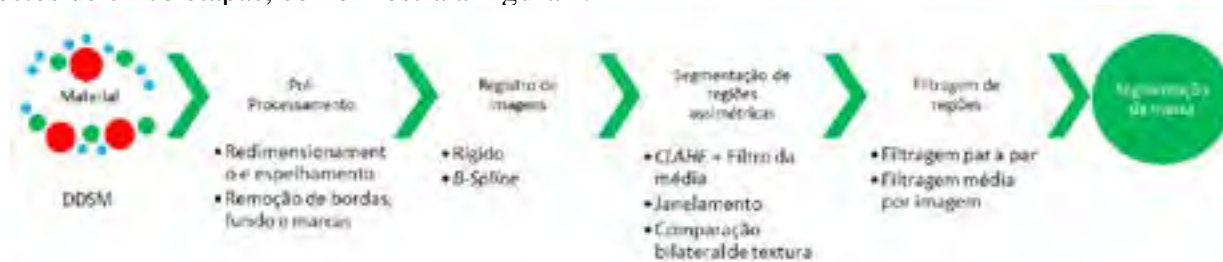 Material
DDSM
Pré-
Processamento
• Redimensionament
o e espelhamento
• Remoção de bordas,
fundo e marcas
Registro de
imagens
• Rígido
• B-Spline
Segmentação de
regiões
assimétricas
• CLAHE + Filtro da
média
• Janelamento
• Comparação
bilateral de textura
Filtragem de
regiões
• Filtragem par a par
• Filtragem média
por imagem
Segmentação
da massa